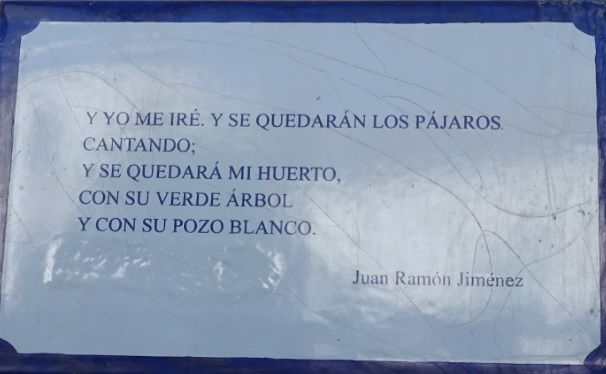 Y YO ME IRÉ. Y SE QUEDARÁN LOS PÁJAROS
CANTANDO;
Y SE QUEDARÁ MI HUERTO,
CON SU VERDE ÁRBOL
Y CON SU POZO BLANCO.
Juan Ramón Jiménez